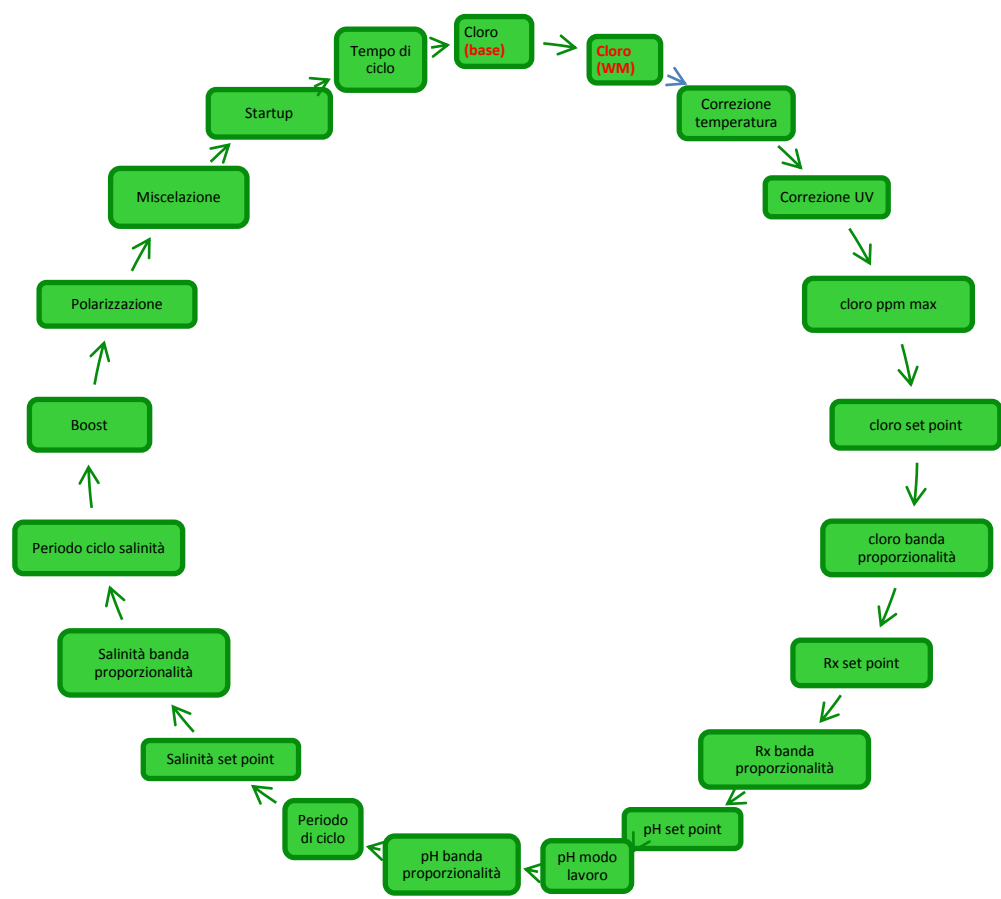 Cloro
(base)
Cloro
(WM)
Correzione
temperatura
Correzione UV
cloro ppm max
cloro set point
cloro banda
proporzionalità
Rx set point
Rx banda
proporzionalità
pH set point
pH modo
lavoro
pH banda
proporzionalità
Periodo
di ciclo
Salinità set point
Salinità banda
proporzionalità
Periodo ciclo salinità
Boost
Polarizzazione
Miscelazione
Startup
Tempo di
ciclo